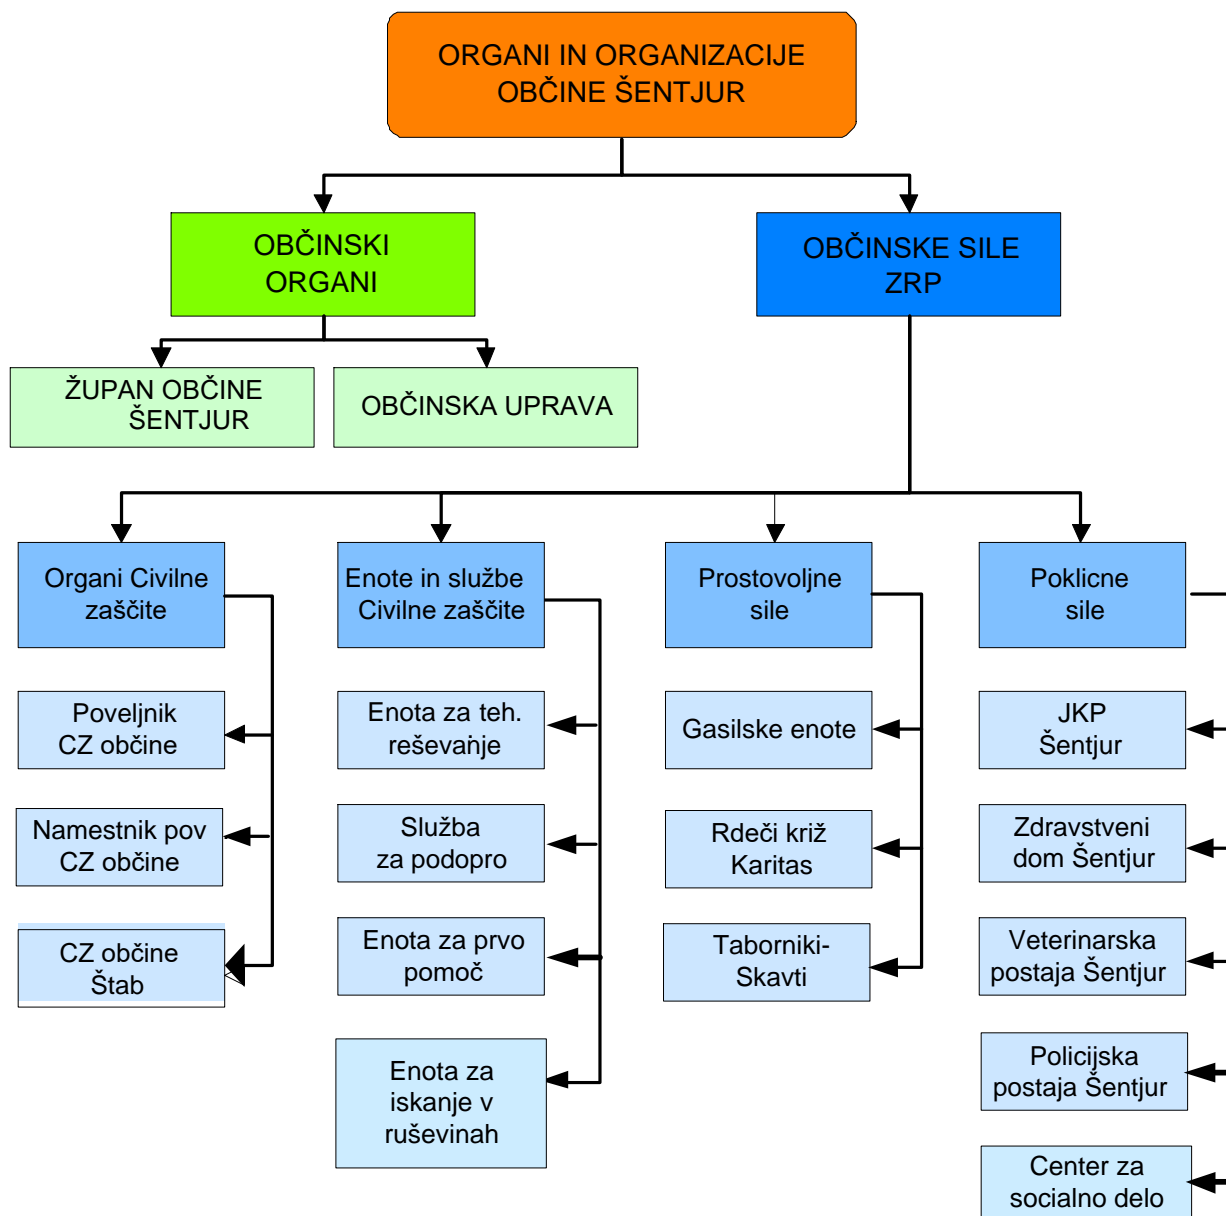 ORGANI IN ORGANIZACIJE
OBČINE ŠENTJUR
OBČINSKI
ORGANI
OBČINSKE SILE
ZRP
ŽUPAN OBČINE
ŠENTJUR
OBČINSKA UPRAVA
Organi Civilne
zaščite
Enote in službe
Civilne zaščite
Prostovoljne
sile
Poklicne
sile
Poveljnik
CZ občine
Enota za teh.
reševanje
Gasilske enote
JKP
Šentjur
Namestnik pov
CZ občine
Služba
za podopro
Rdeči križ
Karitas
Zdravstveni
dom Šentjur
CZ občine
Štab
Enota za prvo
pomoč
Taborniki-
Skavti
Veterinarska
postaja Šentjur
Enota za
iskanje v
ruševinah
Policijska
postaja Šentjur
Center za
socialno delo